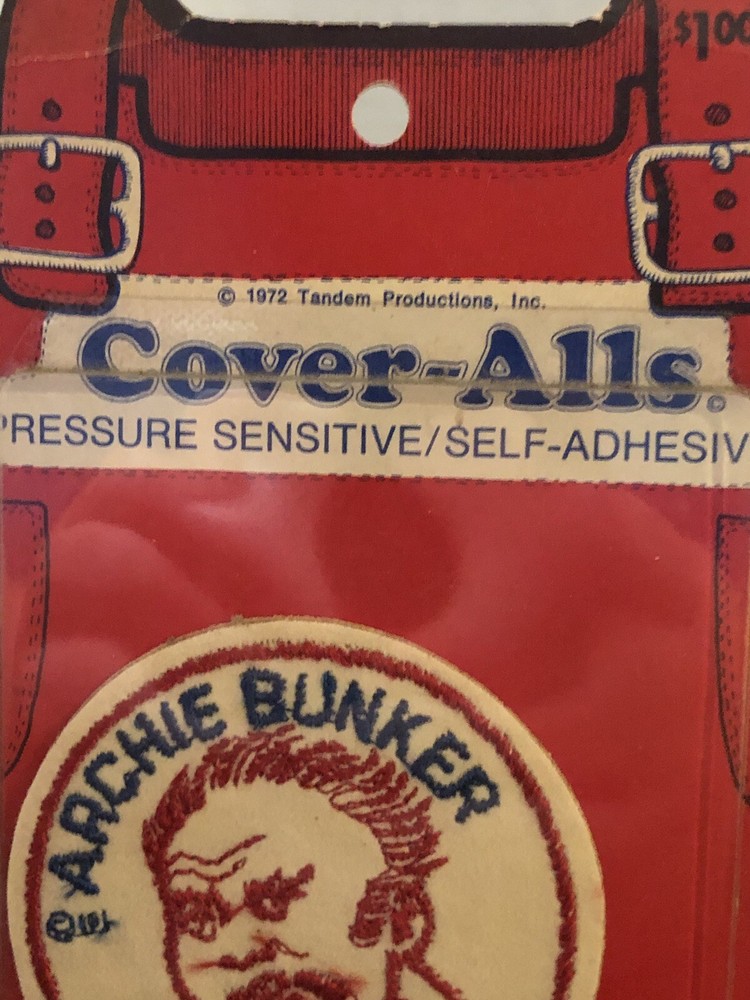 $1.00
© 1972 Tandem Productions, Inc.
Cover-Alls©
PRESSURE SENSITIVE/SELF-ADHESIV
ARCHIE BUNKER
©